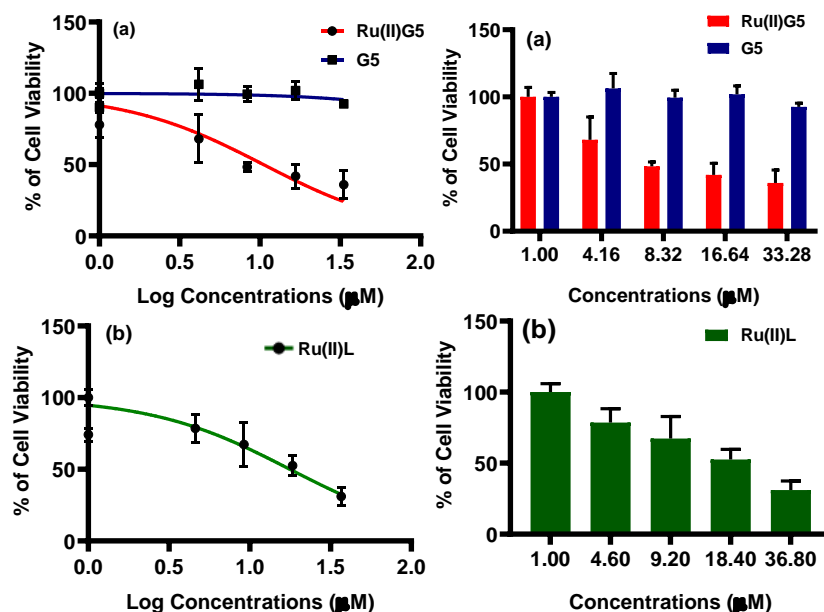 (a)
Ru(II)G5
G5
150
100
50
0
% of Cell Viability
0.0 0.5 1.0 1.5 2.0
Log Concentrations (μM)
(a)
Ru(II)G5
G5
150
100
50
0
% of Cell Viability
1.00 4.16 8.32 16.64 33.28
Concentrations (μM)
(b)
Ru(II)L
150
100
50
0
% of Cell Viability
0.0 0.5 1.0 1.5 2.0
Log Concentrations (μM)
(b)
Ru(II)L
150
100
50
0
% of Cell Viability
1.00 4.60 9.20 18.40 36.80
Concentrations (μM)